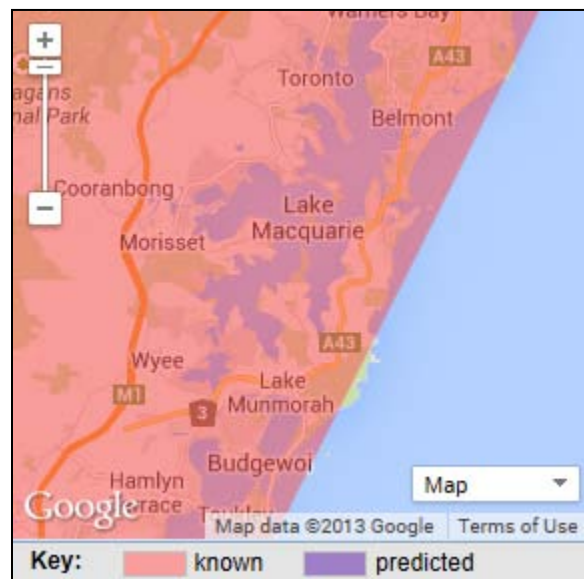 Warners Bay
A43
Toronto
agans
nal Park
Belmont
Cooranbong
Lake
Macquarie
Morisset
A43
Wyee
Lake
Munmorah
M1
3
Budgewoi
Hamlyn
Terrace
Toukley
Map
Google
Map data ©2013 Google
Terms of Use
Key:
known
predicted